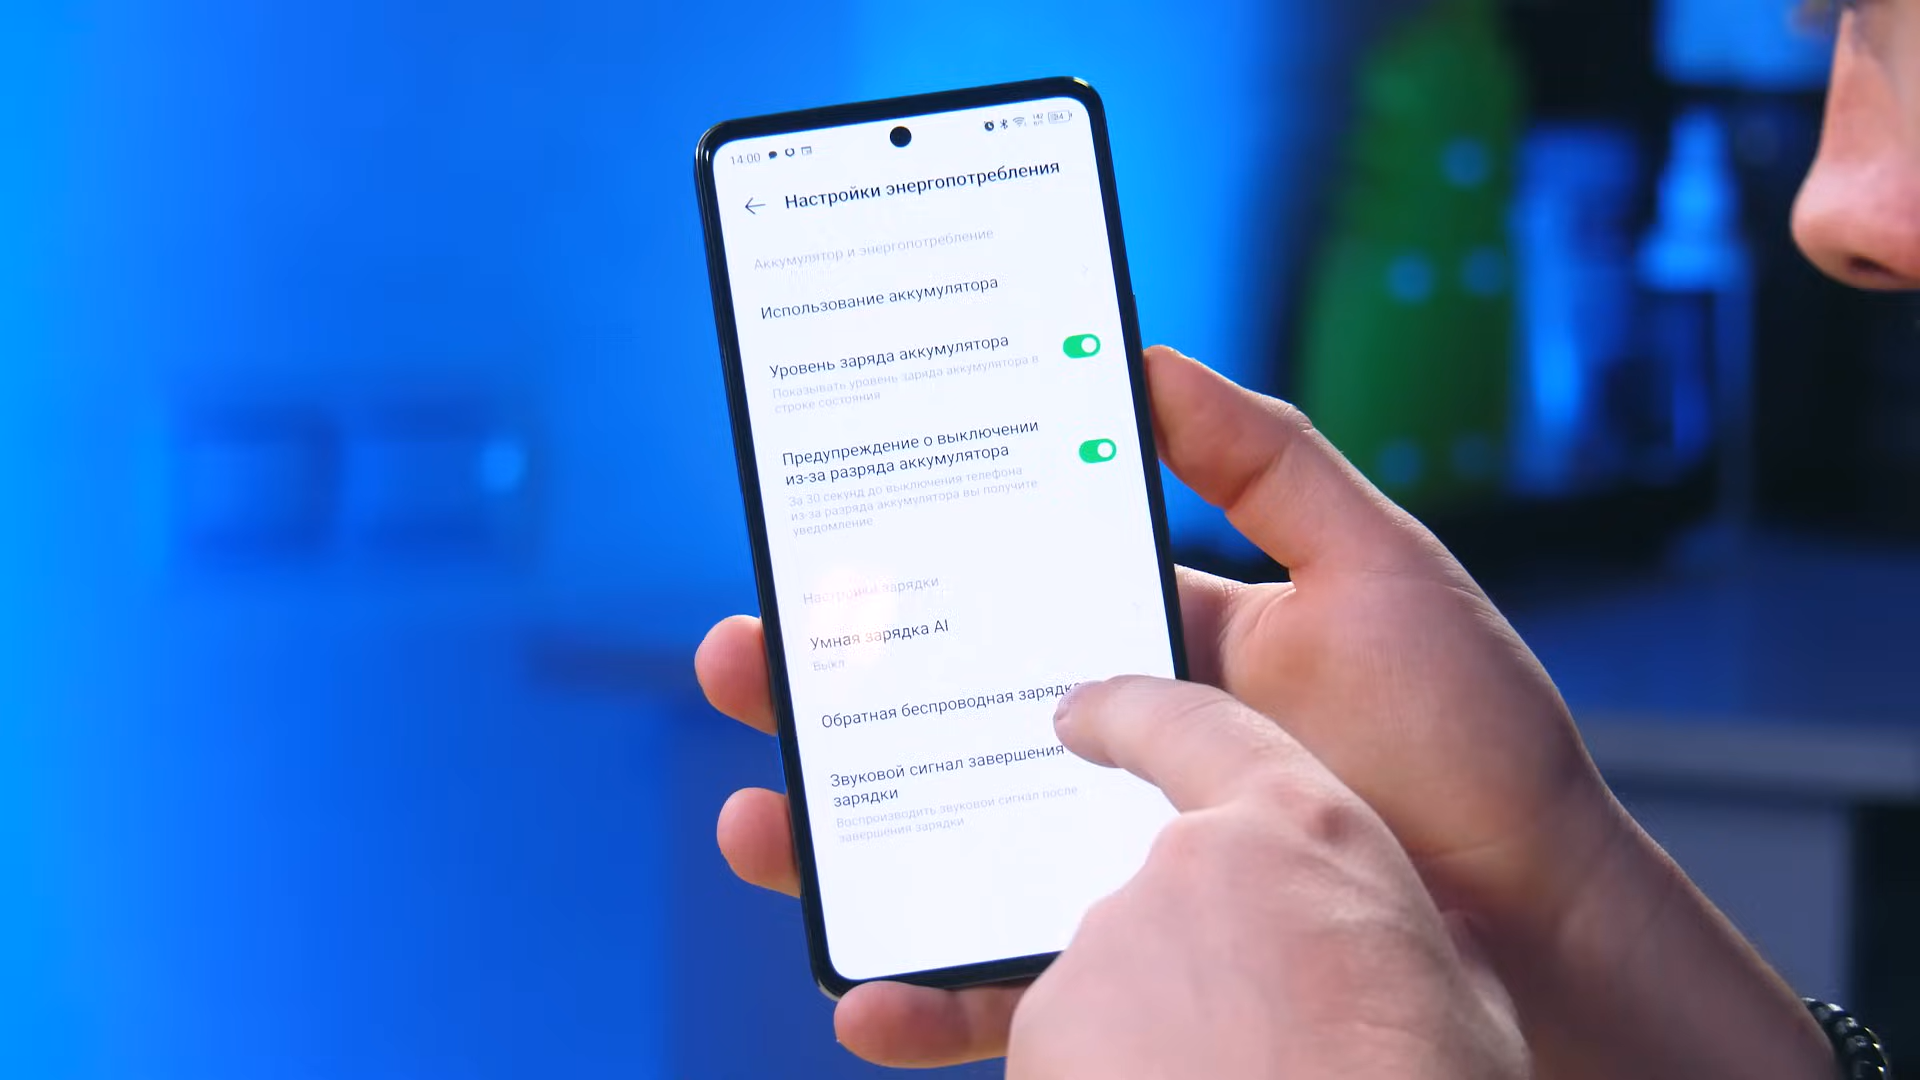 14:00
Настройки энергопотребления
Аккумулятор и энергопотребление
Использование аккумулятора
Уровень заряда аккумулятора
Показывать уровень заряда аккумулятора в
строке состояния
Предупреждение о выключении
из-за разряда аккумулятора
За 30 секунд до выключения телефона
из-за разряда аккумулятора вы получите
уведомление
Настройки зарядки
Умная зарядка AI
Выкл
Обратная беспроводная зарядка
Звуковой сигнал завершения
зарядки
Воспроизводить звуковой сигнал после
завершения зарядки